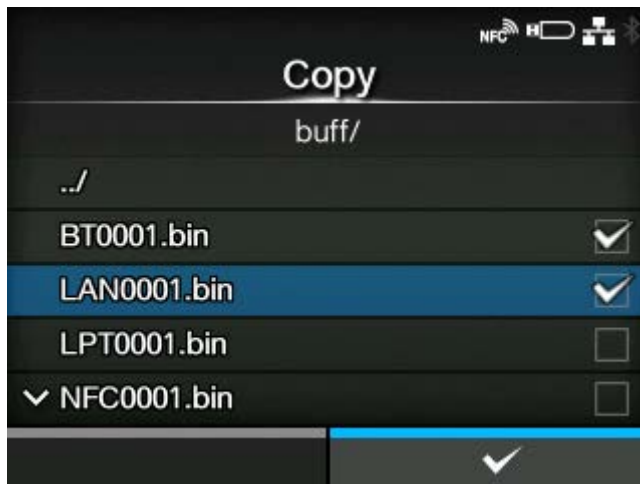 NFC
Copy
buff/
../
BT0001.bin
LAN0001.bin
LPT0001.bin
NFC0001.bin